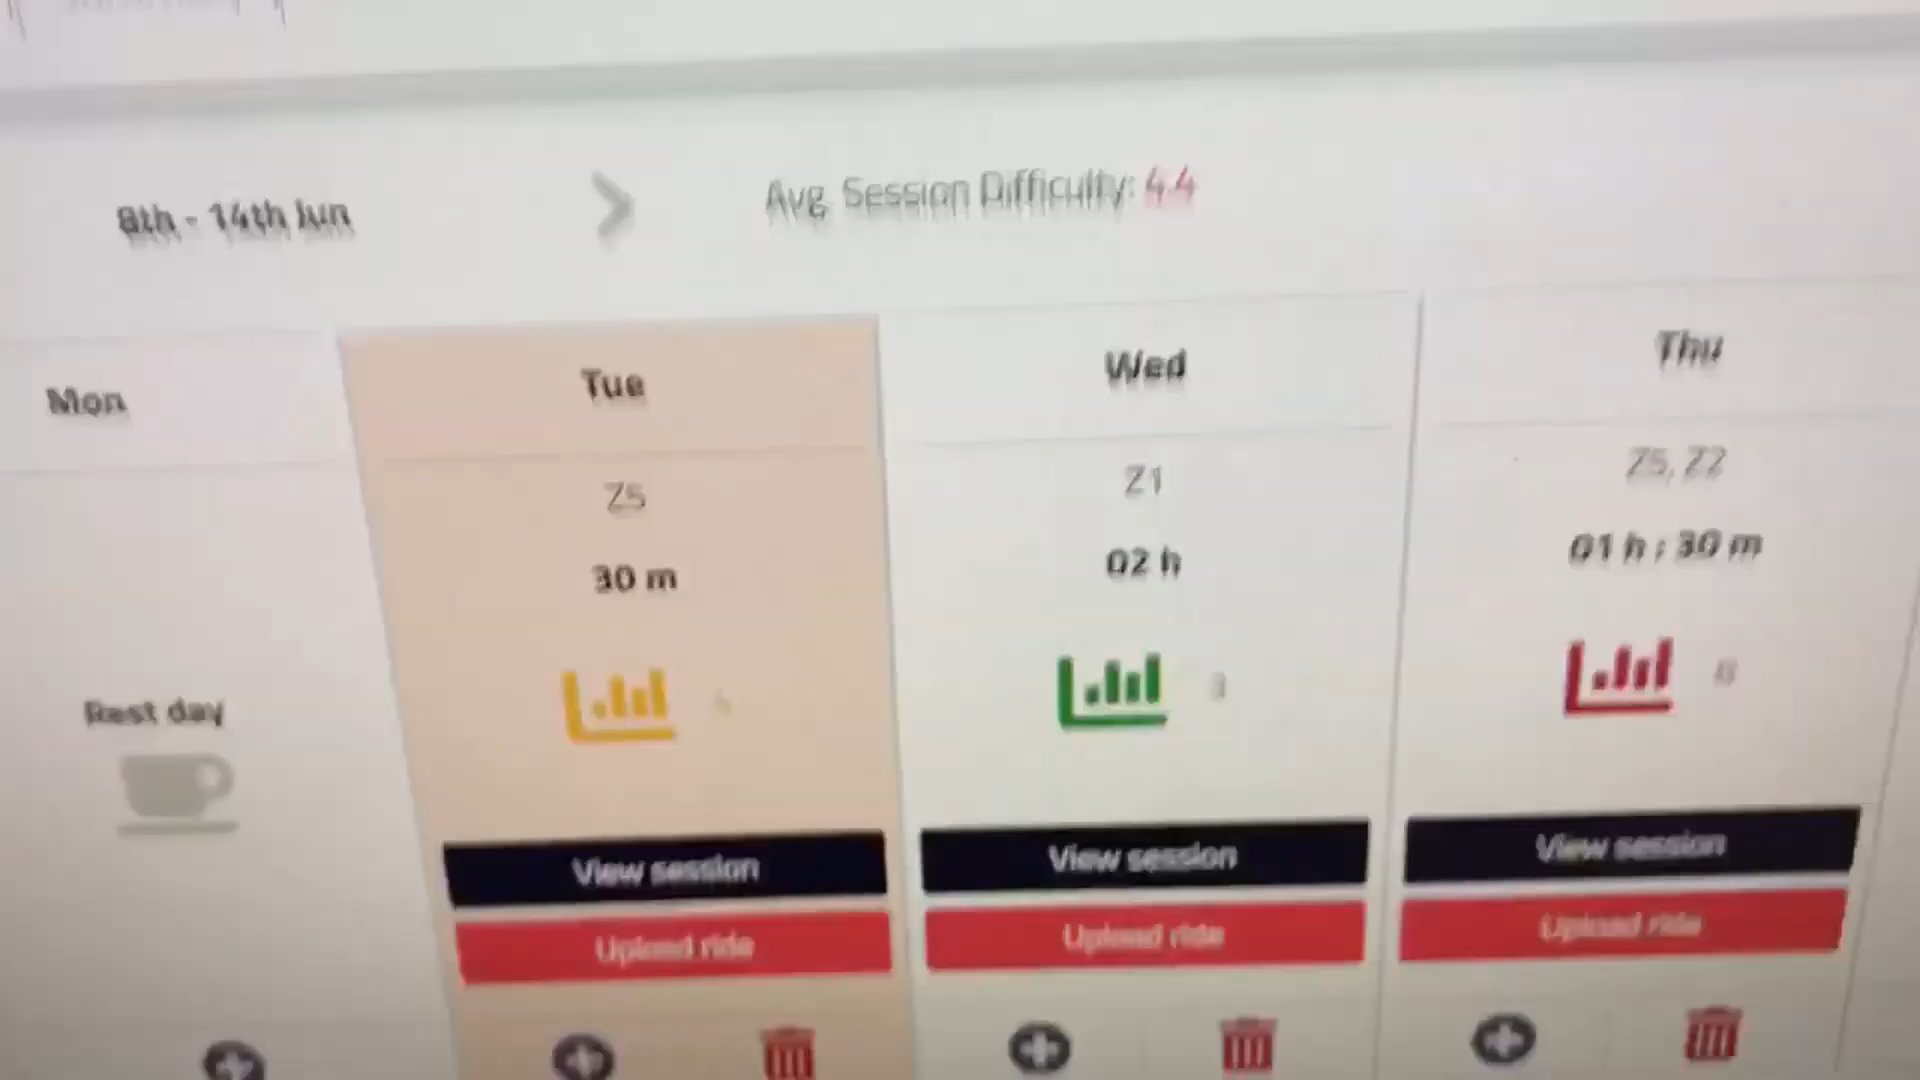 8th - 14th Jun
Avg. Session Difficulty: 4.4
Mon
Tue
Wed
Thu
Z5
Z1
Z5, Z2
30 m
02 h
01 h : 30 m
Rest day
View session
View session
View session
Upload ride
Upload ride
Upload ride